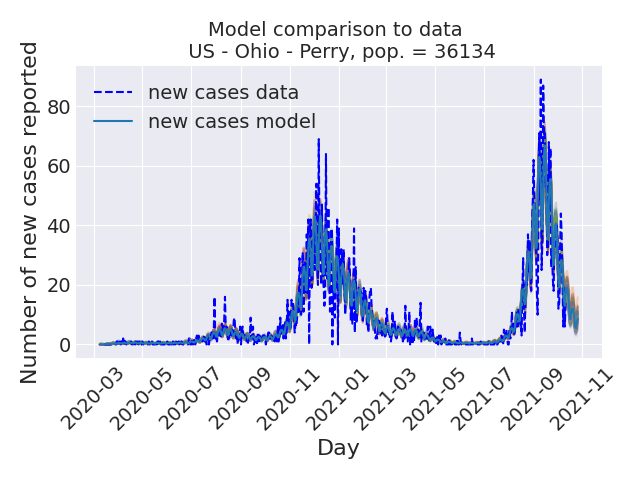 Model comparison to data
US - Ohio - Perry, pop. = 36134
new cases data
new cases model
Number of new cases reported
80
60
40
20
0
2020-03
2020-05
2020-07
2020-09
2020-11
2021-01
2021-03
2021-05
2021-07
2021-09
2021-11
Day